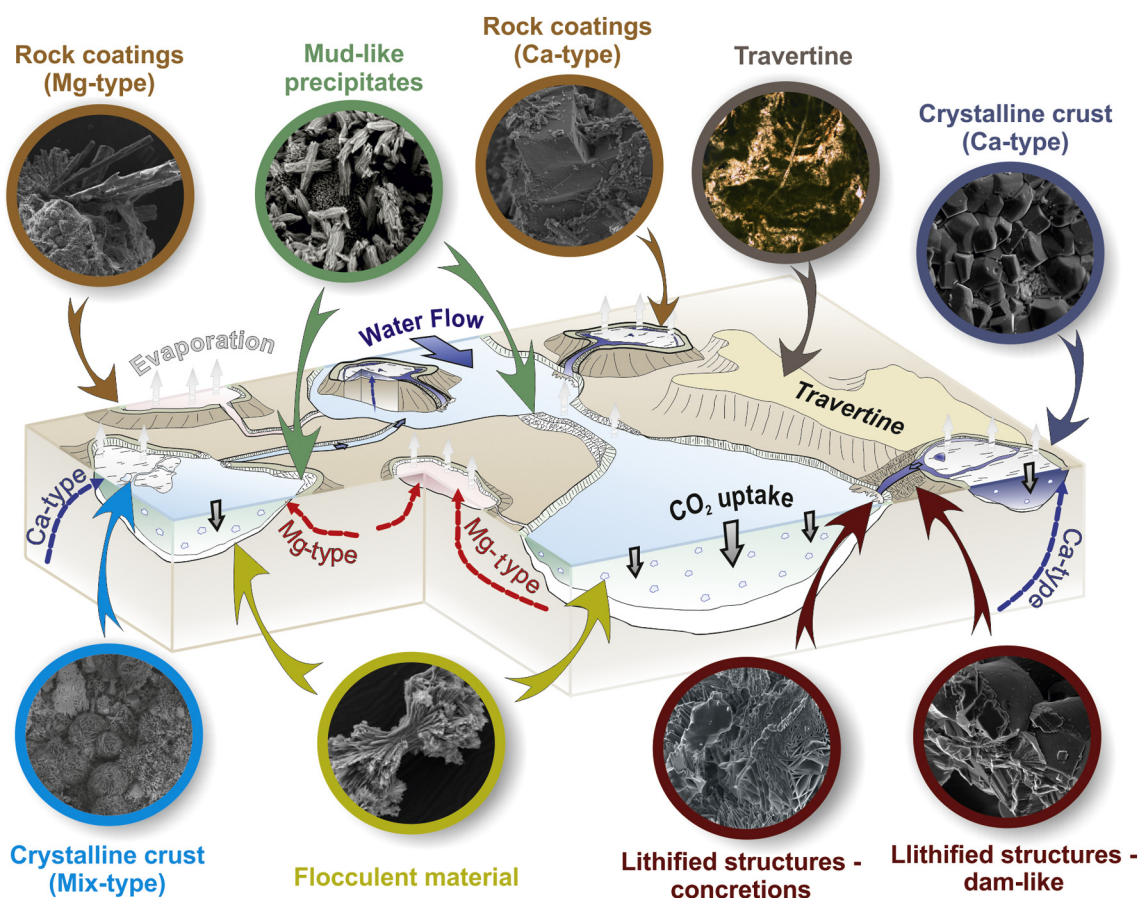 Rock coatings
(Mg-type)
Mud-like
precipitates
Rock coatings
(Ca-type)
Travertine
Crystalline crust
(Ca-type)
Evaporation
Water Flow
Travertine
Ca-type
Mg-type
Mg-type
CO₂ uptake
Ca-type
Crystalline crust
(Mix-type)
Flocculent material
Lithified structures -
concretions
Llithified structures -
dam-like